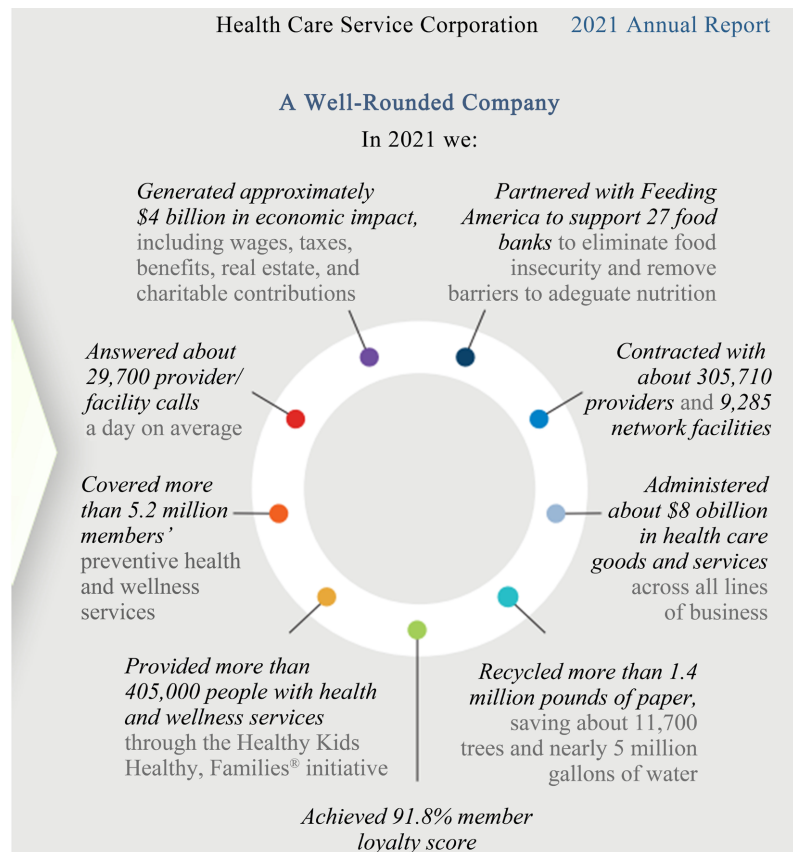 Health Care Service Corporation 2021 Annual Report
A Well-Rounded Company
In 2021 we:
Generated approximately
$4 billion in economic impact,
including wages, taxes,
benefits, real estate, and
charitable contributions
Partnered with Feeding
America to support 27 food
banks to eliminate food
insecurity and remove
barriers to adeguate nutrition
Answered about
29,700 provider/
facility calls
a day on average
Contracted with
about 305,710
providers and 9,285
network facilities
Covered more
than 5.2 million
members’
preventive health
and wellness
services
Administered
about $8 obillion
in health care
goods and services
across all lines
of business
Provided more than
405,000 people with health
and wellness services
through the Healthy Kids
Healthy, Families® initiative
Recycled more than 1.4
million pounds of paper,
saving about 11,700
trees and nearly 5 million
gallons of water
Achieved 91.8% member
loyalty score